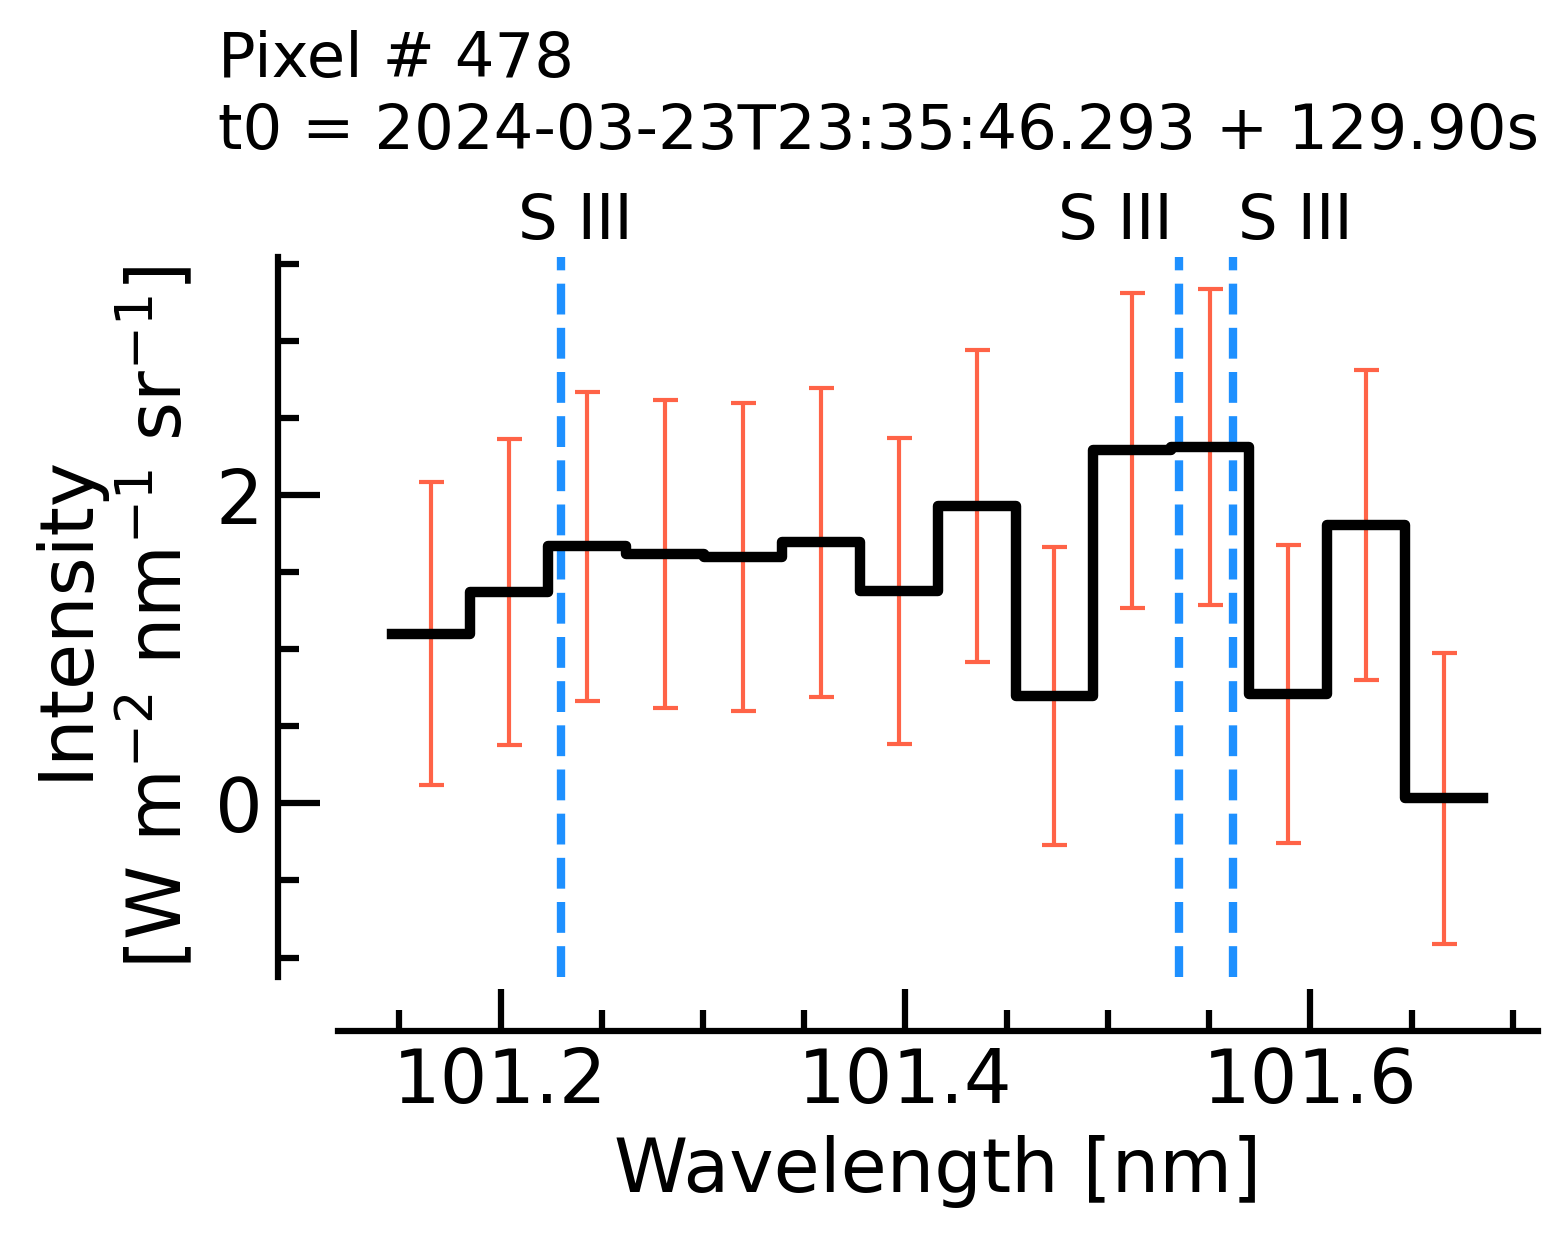 Pixel # 478
t0 = 2024-03-23T23:35:46.293 + 129.90s
S III S III S III
Intensity
[W m⁻² nm⁻¹ sr⁻¹]
2
0
101.2 101.4 101.6
Wavelength [nm]